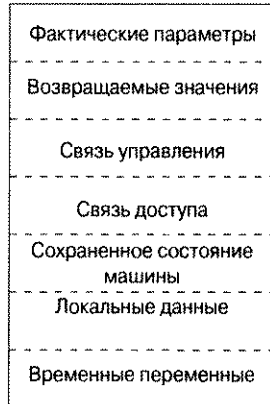 Фактические параметры
Возвращаемые значения
Связь управления
Связь доступа
Сохраненное состояние
машины
Локальные данные
Временные переменные